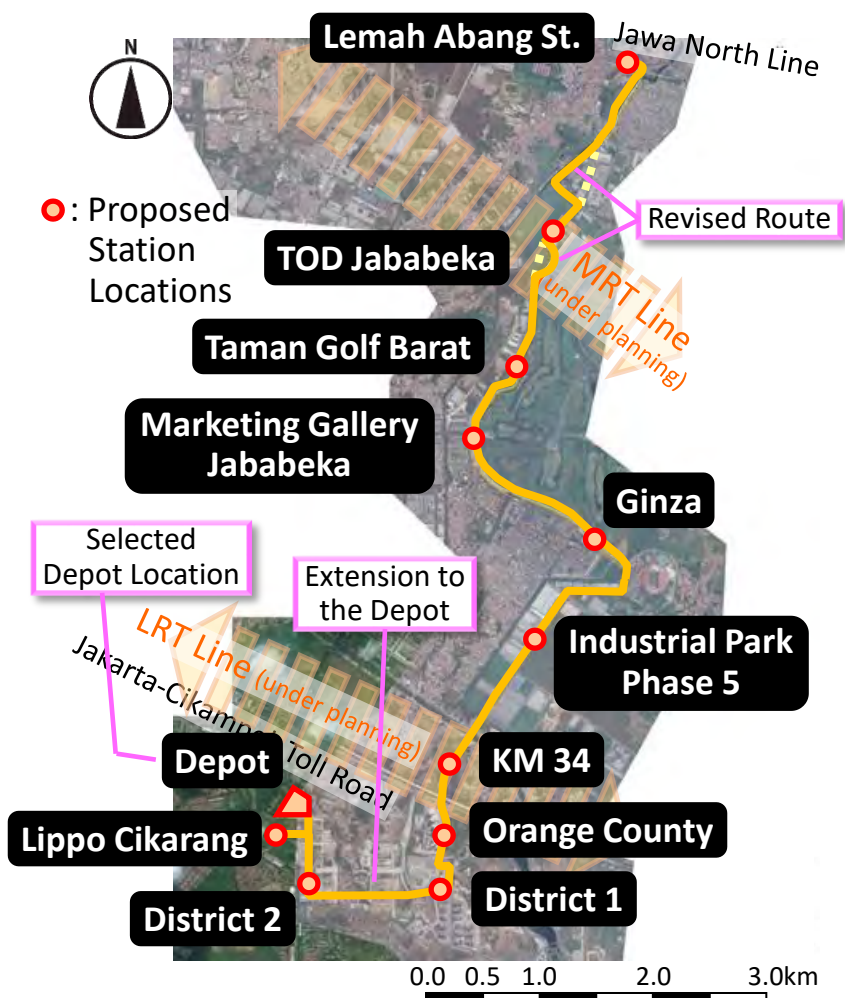 Lemah Abang St.
Jawa North Line
N
: Proposed
Station
Locations
Revised Route
TOD Jababeka
MRT Line
(under planning)
Taman Golf Barat
Marketing Gallery
Jababeka
Ginza
Selected
Depot Location
Extension to
the Depot
Industrial Park
Phase 5
LRT Line (under planning)
Jakarta-Cikampek Toll Road
KM 34
Depot
Orange County
Lippo Cikarang
District 1
District 2
0.0 0.5 1.0 2.0 3.0km